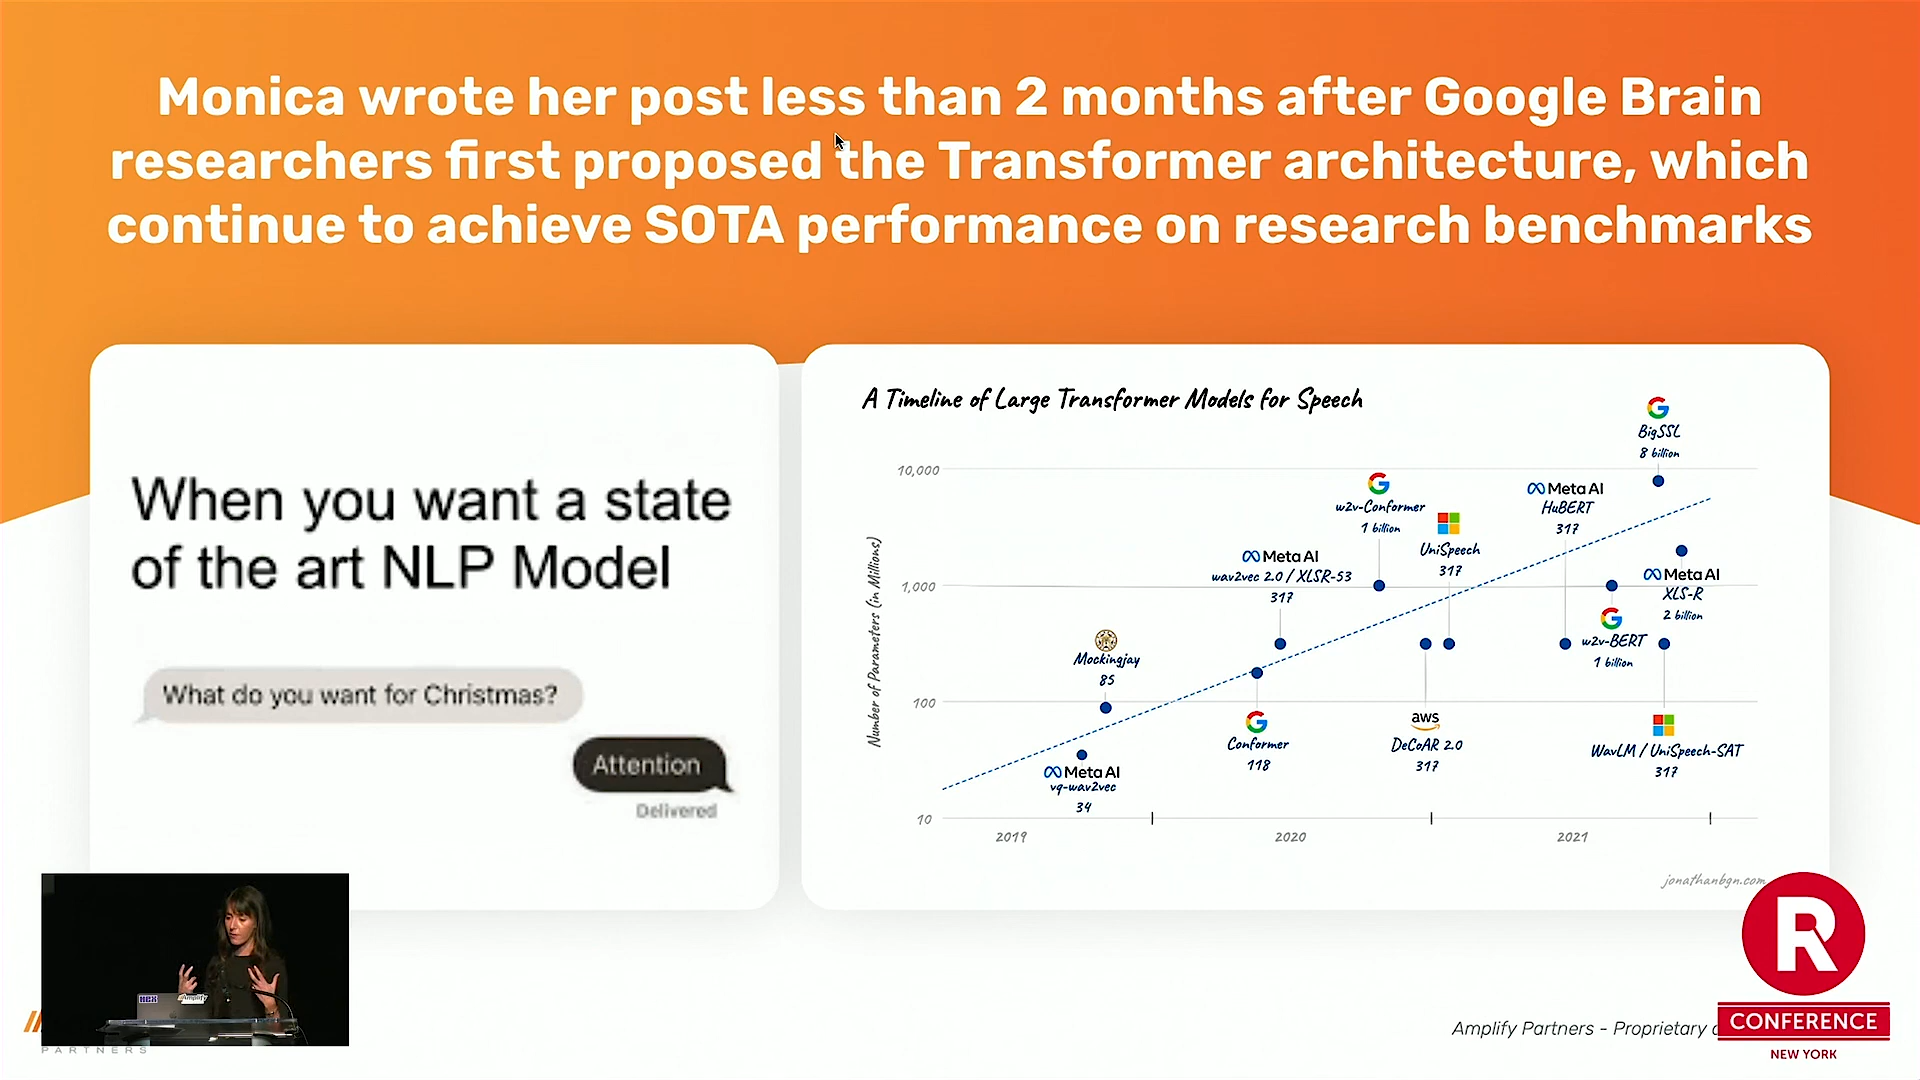 Monica wrote her post less than 2 months after Google Brain
researchers first proposed the Transformer architecture, which
continue to achieve SOTA performance on research benchmarks
When you want a state
of the art NLP Model
What do you want for Christmas?
Attention
Delivered
A Timeline of Large Transformer Models for Speech
Number of Parameters (in Millions)
10,000
1,000
100
10
2019
2020
2021
Meta AI
vq-wav2vec
34
Mockingjay
85
Conformer
118
Meta AI
wav2vec 2.0 / XLSR-53
317
w2v-Conformer
1 billion
aws
DeCoAR 2.0
317
UniSpeech
317
Meta AI
HuBERT
317
w2v-BERT
1 billion
BigSSL
8 billion
WavLM / UniSpeech-SAT
317
Meta AI
XLS-R
2 billion
jonathanbgn.com
HEX
Amplify
PARTNERS
Amplify Partners - Proprietary
R
CONFERENCE
NEW YORK